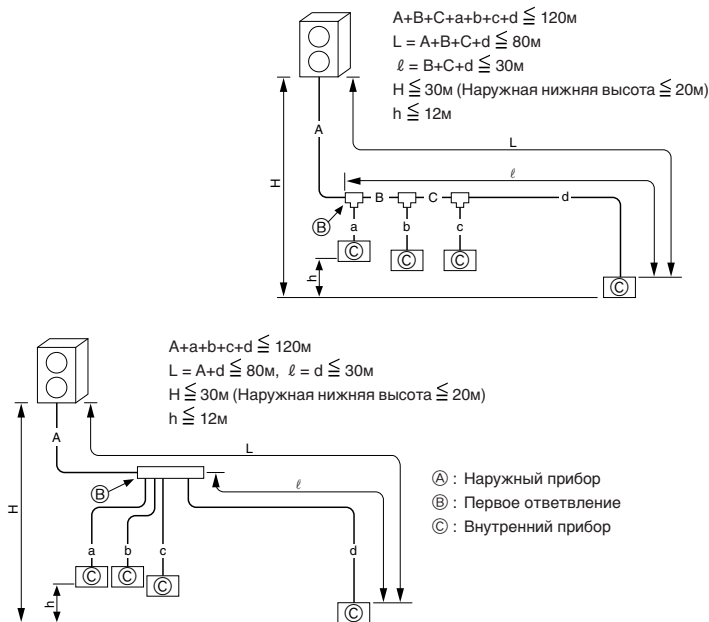 A+B+C+a+b+c+d ≦ 120м
L = A+B+C+d ≦ 80м
ℓ = B+C+d ≦ 30м
H ≦ 30м (Наружная нижняя высота ≦ 20м)
h ≦ 12м
A
L
H
ℓ
B
C
d
Ⓑ
a
b
c
Ⓒ
Ⓒ
Ⓒ
h
Ⓒ
A+a+b+c+d ≦ 120м
L = A+d ≦ 80м, ℓ = d ≦ 30м
H ≦ 30м (Наружная нижняя высота ≦ 20м)
h ≦ 12м
A
L
H
Ⓑ
ℓ
a
b
c
d
Ⓒ
Ⓒ
Ⓒ
h
Ⓒ
Ⓐ : Наружный прибор
Ⓑ : Первое ответвление
Ⓒ : Внутренний прибор